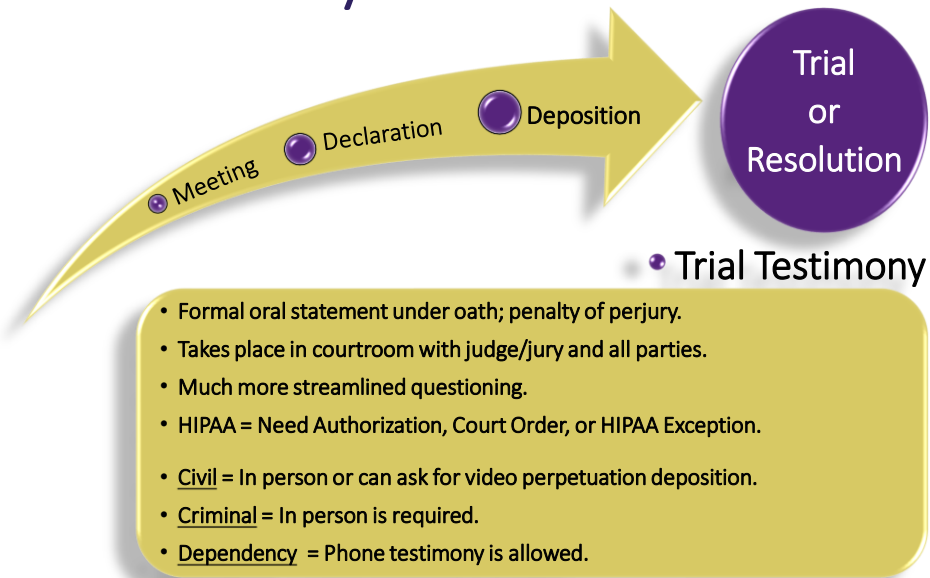 Meeting
Declaration
Deposition
Trial
or
Resolution
• Trial Testimony
• Formal oral statement under oath; penalty of perjury.
• Takes place in courtroom with judge/jury and all parties.
• Much more streamlined questioning.
• HIPAA = Need Authorization, Court Order, or HIPAA Exception.
• Civil = In person or can ask for video perpetuation deposition.
• Criminal = In person is required.
• Dependency = Phone testimony is allowed.